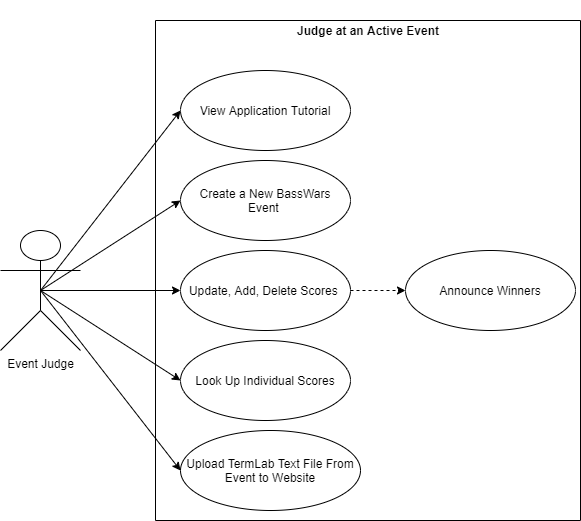 Judge at an Active Event
View Application Tutorial
Create a New BassWars
Event
Update, Add, Delete Scores
Announce Winners
Event Judge
Look Up Individual Scores
Upload TermLab Text File From
Event to Website